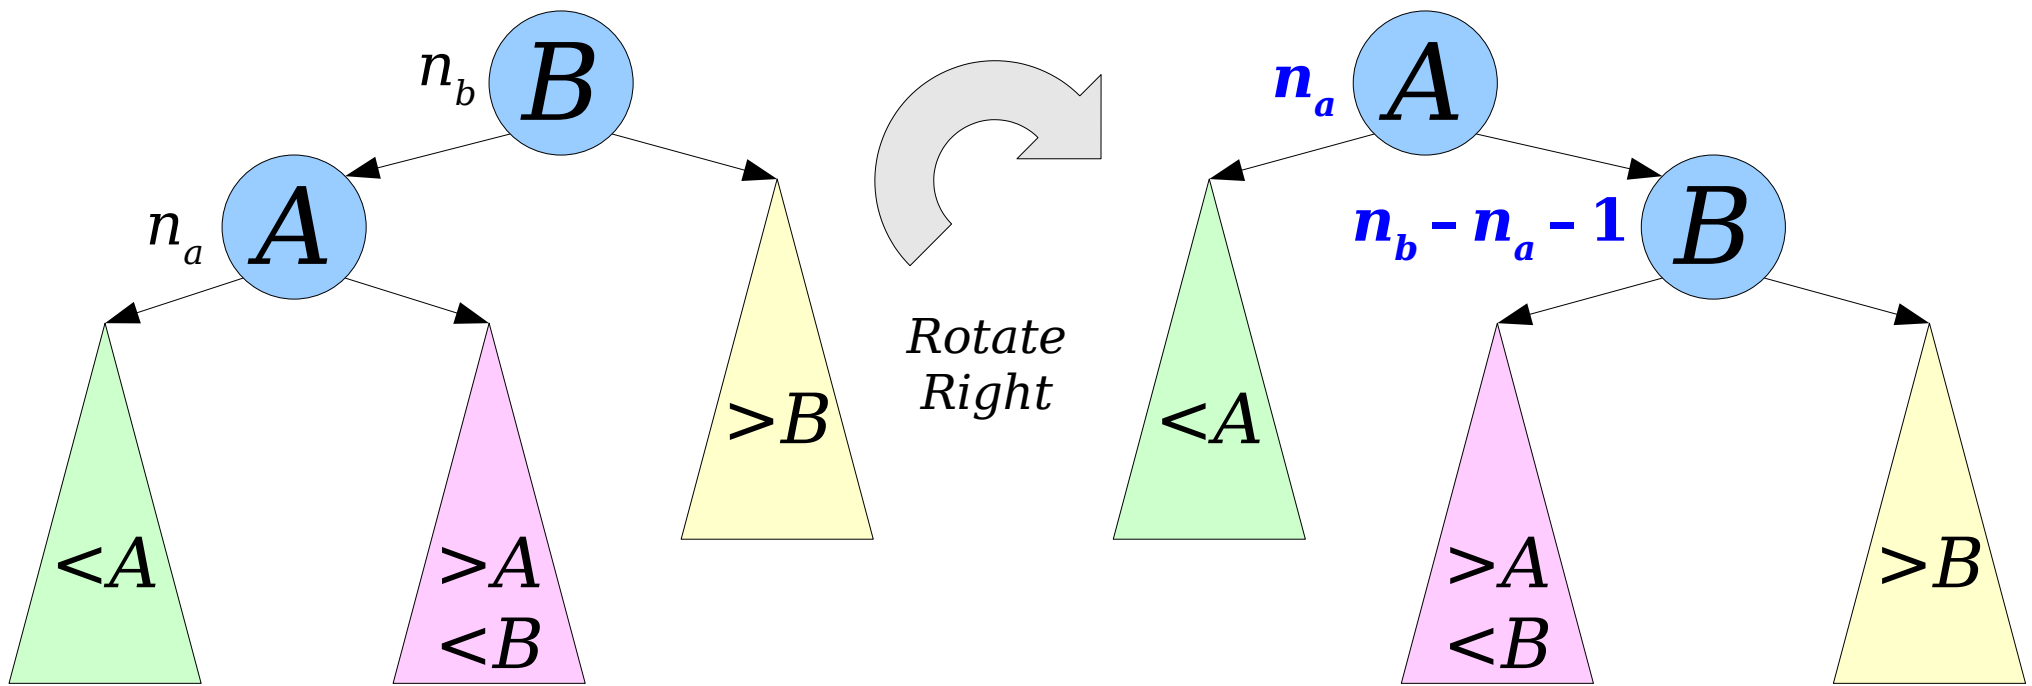 n_b B
n_a A
<A
>A
<B
>B
Rotate
Right
n_a A
n_b – n_a – 1 B
<A
>A
<B
>B